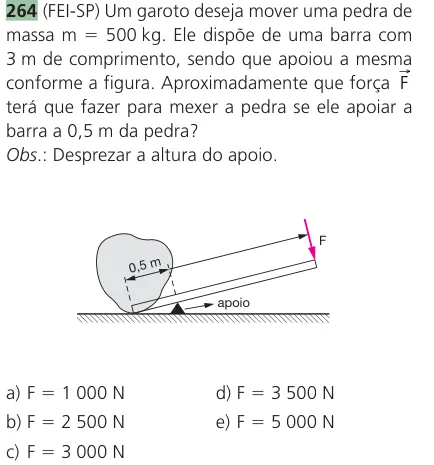 264 (FEI-SP) Um garoto deseja mover uma pedra de
massa m = 500 kg. Ele dispõe de uma barra com
3 m de comprimento, sendo que apoiou a mesma
conforme a figura. Aproximadamente que força F⃗
terá que fazer para mexer a pedra se ele apoiar a
barra a 0,5 m da pedra?
Obs.: Desprezar a altura do apoio.
F
0,5 m
apoio
a) F = 1 000 N
d) F = 3 500 N
b) F = 2 500 N
e) F = 5 000 N
c) F = 3 000 N